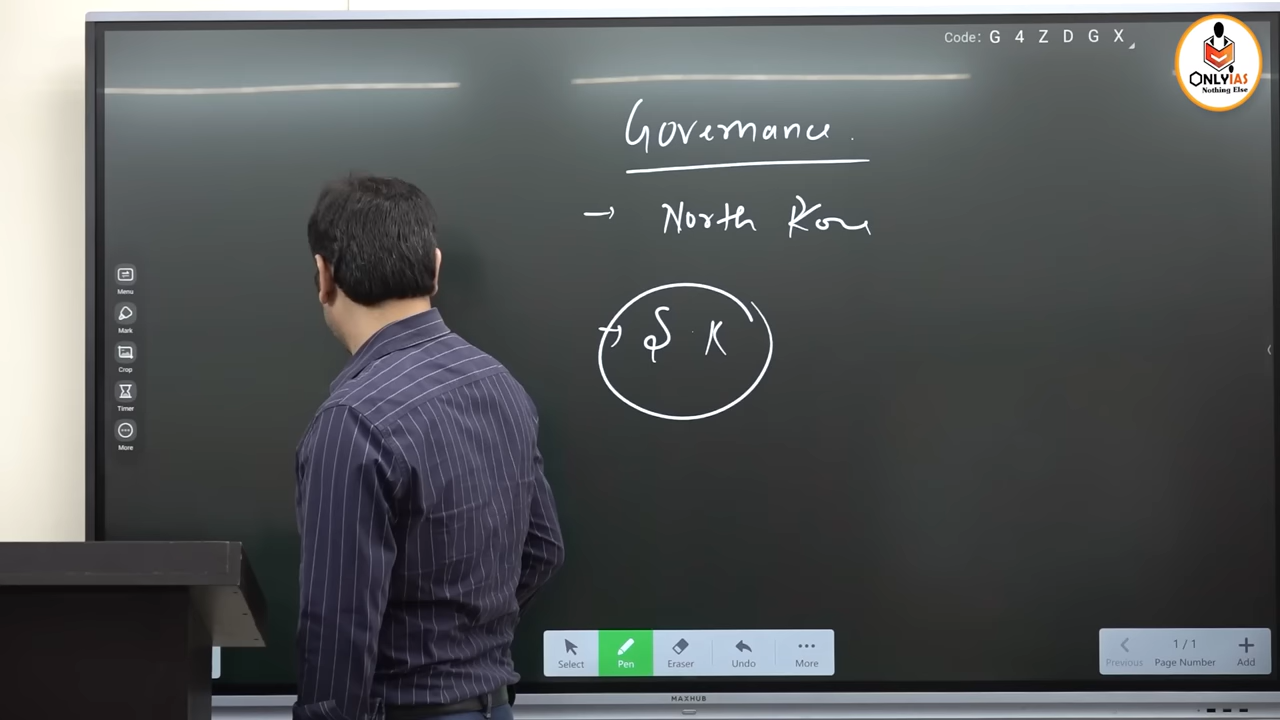 Code: G 4 Z D G X
ONLYIAS
Nothing Else
Governance.
→ North Kore
→ S. K
Menu
Mark
Crop
Timer
More
Select
Pen
Eraser
Undo
More
Previous
1 / 1
Page Number
Add
MAXHUB